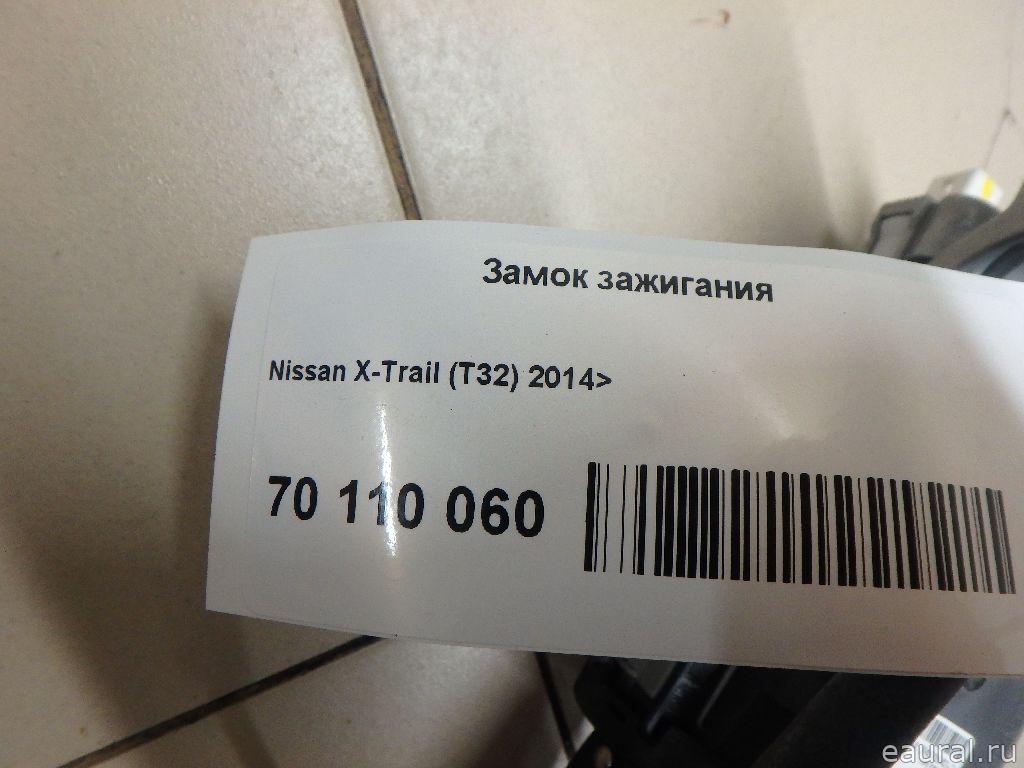 Замок зажигания
Nissan X-Trail (T32) 2014>
70 110 060
eaural.ru